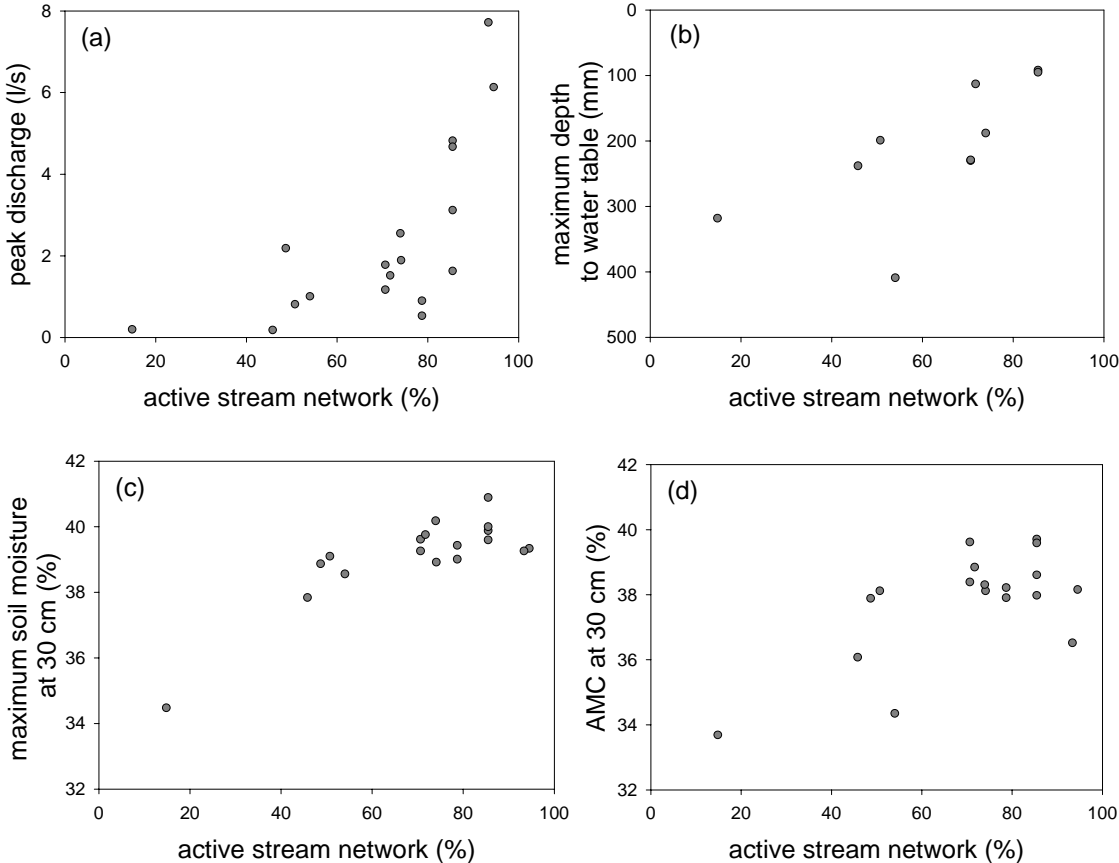 (a)
peak discharge (l/s)
8
6
4
2
0
0 20 40 60 80 100
active stream network (%)
(b)
maximum depth
to water table (mm)
0
100
200
300
400
500
0 20 40 60 80 100
active stream network (%)
(c)
maximum soil moisture
at 30 cm (%)
42
40
38
36
34
32
0 20 40 60 80 100
active stream network (%)
(d)
AMC at 30 cm (%)
42
40
38
36
34
32
0 20 40 60 80 100
active stream network (%)